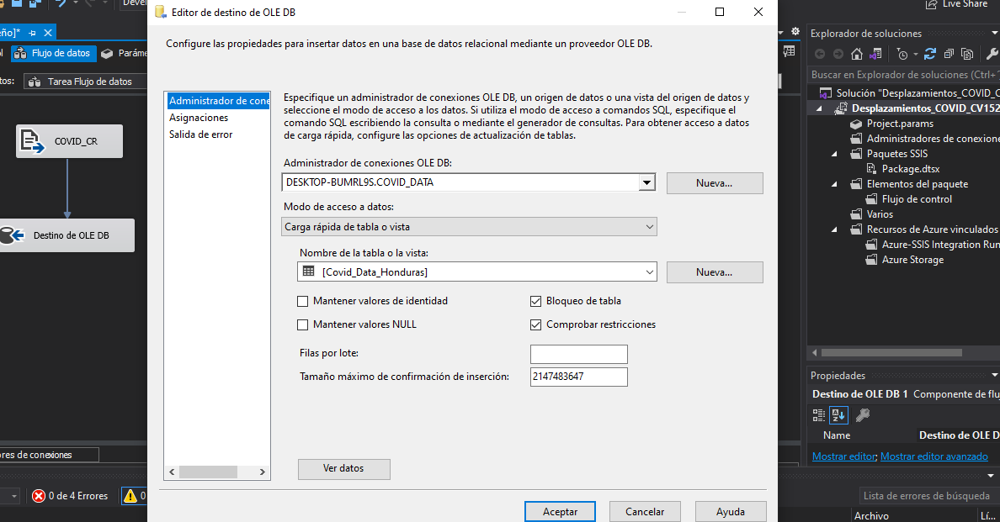 Editor de destino de OLE DB
Live Share
Configure las propiedades para insertar datos en una base de datos relacional mediante un proveedor OLE DB.
Flujo de datos
Tarea Flujo de datos
COVID_CR
Destino de OLE DB
Administrador de cone
Asignaciones
Salida de error
Especifique un administrador de conexiones OLE DB, un origen de datos o una vista del origen de datos y
seleccione el modo de acceso a los datos. Si utiliza el modo de acceso a comandos SQL, especifique el
comando SQL escribiendo la consulta o mediante el generador de consultas. Para obtener acceso a datos
de carga rápida, configure las opciones de actualización de tablas.
Administrador de conexiones OLE DB:
DESKTOP-BUMRL9S.COVID_DATA
Nueva...
Modo de acceso a datos:
Carga rápida de tabla o vista
Nombre de la tabla o la vista:
[Covid_Data_Honduras]
Nueva...
Mantener valores de identidad
Bloqueo de tabla
Mantener valores NULL
Comprobar restricciones
Filas por lote:
Tamaño máximo de confirmación de inserción:
2147483647
Ver datos
Aceptar
Cancelar
Ayuda
res de conexiones
0 de 4 Errores
0
Explorador de soluciones
Buscar en Explorador de soluciones (Ctrl+
Solución "Desplazamientos_COVID_C
Desplazamientos_COVID_CV152
Project.params
Administradores de conexione
Paquetes SSIS
Package.dtsx
Elementos del paquete
Flujo de control
Varios
Recursos de Azure vinculados
Azure-SSIS Integration Run
Azure Storage
Propiedades
Destino de OLE DB 1 Componente de flu
Name
Destino de OLE D
Mostrar editor; Mostrar editor avanzado
Lista de errores de búsqueda
Archivo
Lí...